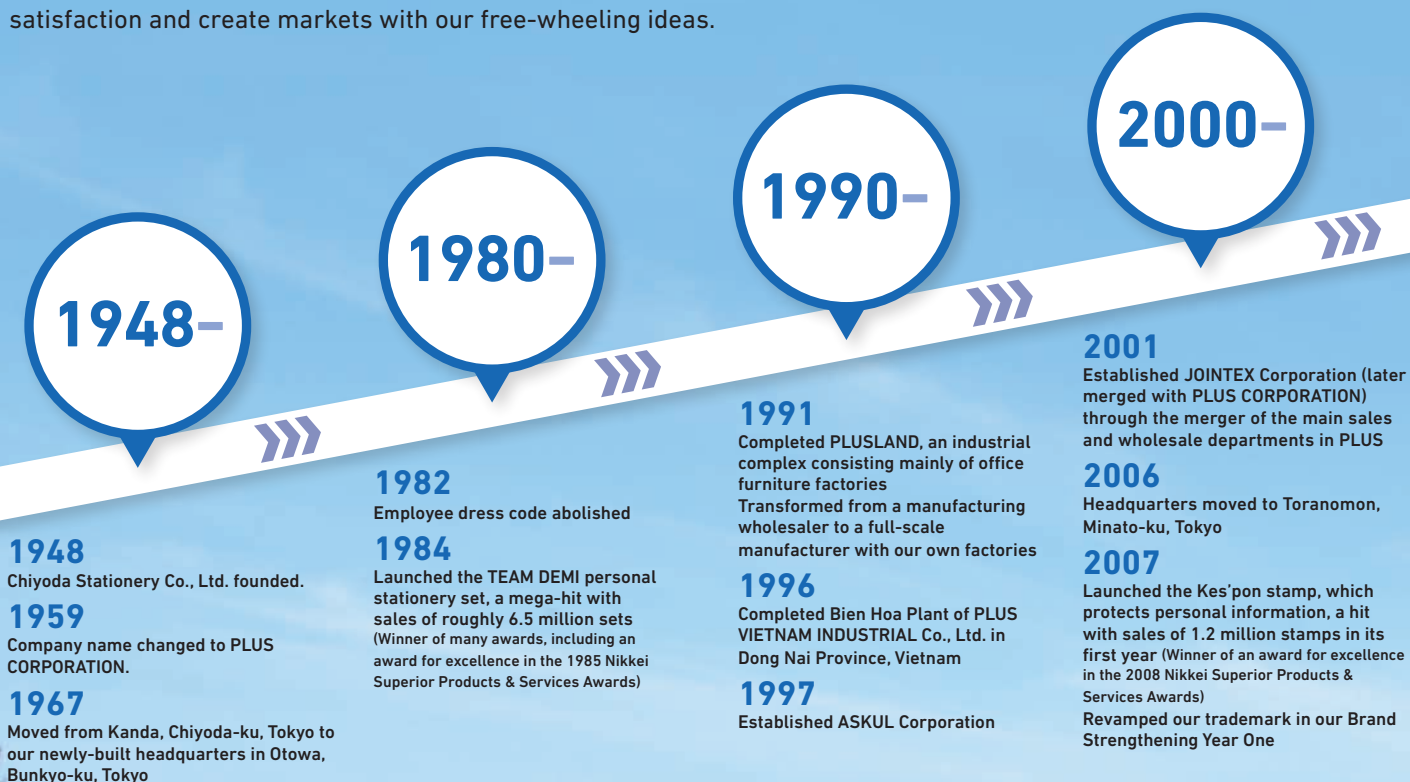 satisfaction and create markets with our free-wheeling ideas.
1948–
1948
Chiyoda Stationery Co., Ltd. founded.
1959
Company name changed to PLUS
CORPORATION.
1967
Moved from Kanda, Chiyoda-ku, Tokyo to
our newly-built headquarters in Otowa,
Bunkyo-ku, Tokyo
1980–
1982
Employee dress code abolished
1984
Launched the TEAM DEMI personal
stationery set, a mega-hit with
sales of roughly 6.5 million sets
(Winner of many awards, including an
award for excellence in the 1985 Nikkei
Superior Products & Services Awards)
1990–
1991
Completed PLUSLAND, an industrial
complex consisting mainly of office
furniture factories
Transformed from a manufacturing
wholesaler to a full-scale
manufacturer with our own factories
1996
Completed Bien Hoa Plant of PLUS
VIETNAM INDUSTRIAL Co., Ltd. in
Dong Nai Province, Vietnam
1997
Established ASKUL Corporation
2000–
2001
Established JOINTEX Corporation (later
merged with PLUS CORPORATION)
through the merger of the main sales
and wholesale departments in PLUS
2006
Headquarters moved to Toranomon,
Minato-ku, Tokyo
2007
Launched the Kes'pon stamp, which
protects personal information, a hit
with sales of 1.2 million stamps in its
first year (Winner of an award for excellence
in the 2008 Nikkei Superior Products &
Services Awards)
Revamped our trademark in our Brand
Strengthening Year One